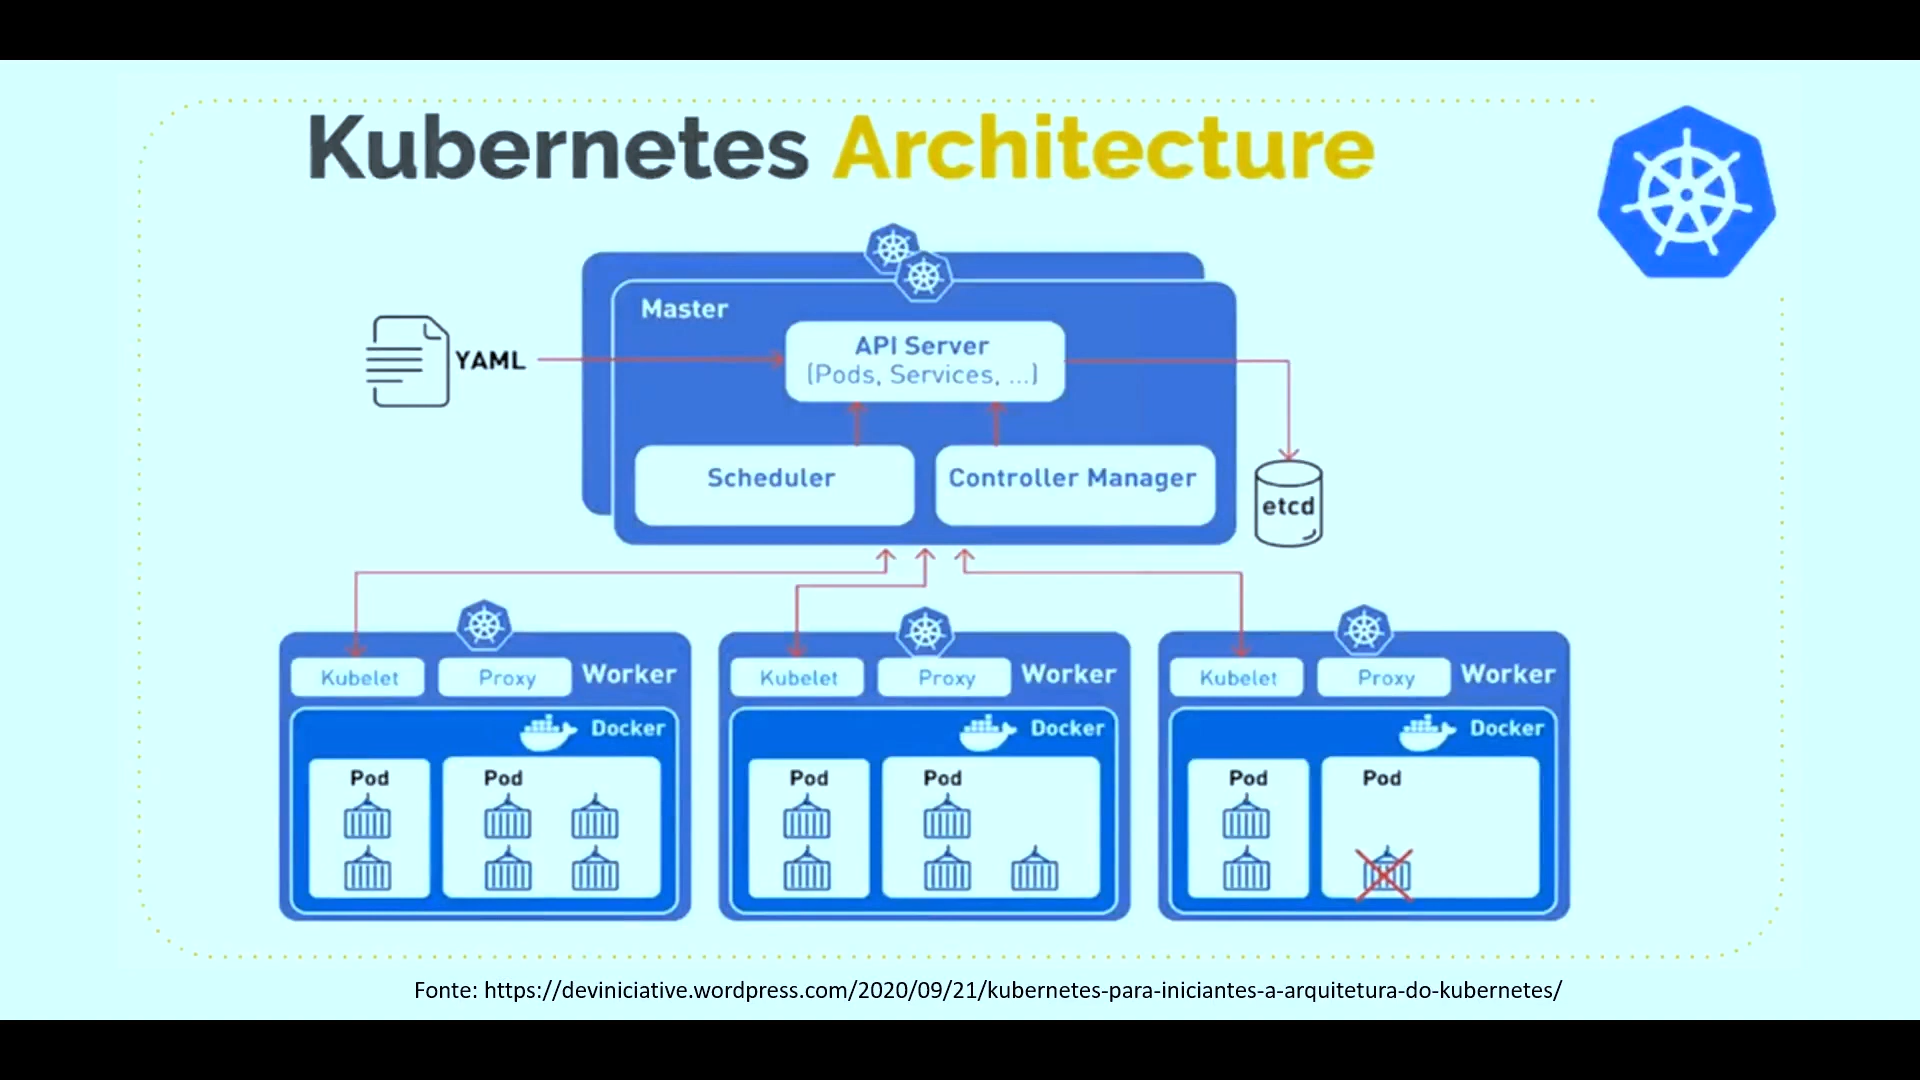 Kubernetes Architecture
Master
YAML
API Server
(Pods, Services, ...)
Scheduler
Controller Manager
etcd
Kubelet
Proxy
Worker
Docker
Pod
Pod
Kubelet
Proxy
Worker
Docker
Pod
Pod
Kubelet
Proxy
Worker
Docker
Pod
Pod
Fonte: https://deviniciative.wordpress.com/2020/09/21/kubernetes-para-iniciantes-a-arquitetura-do-kubernetes/